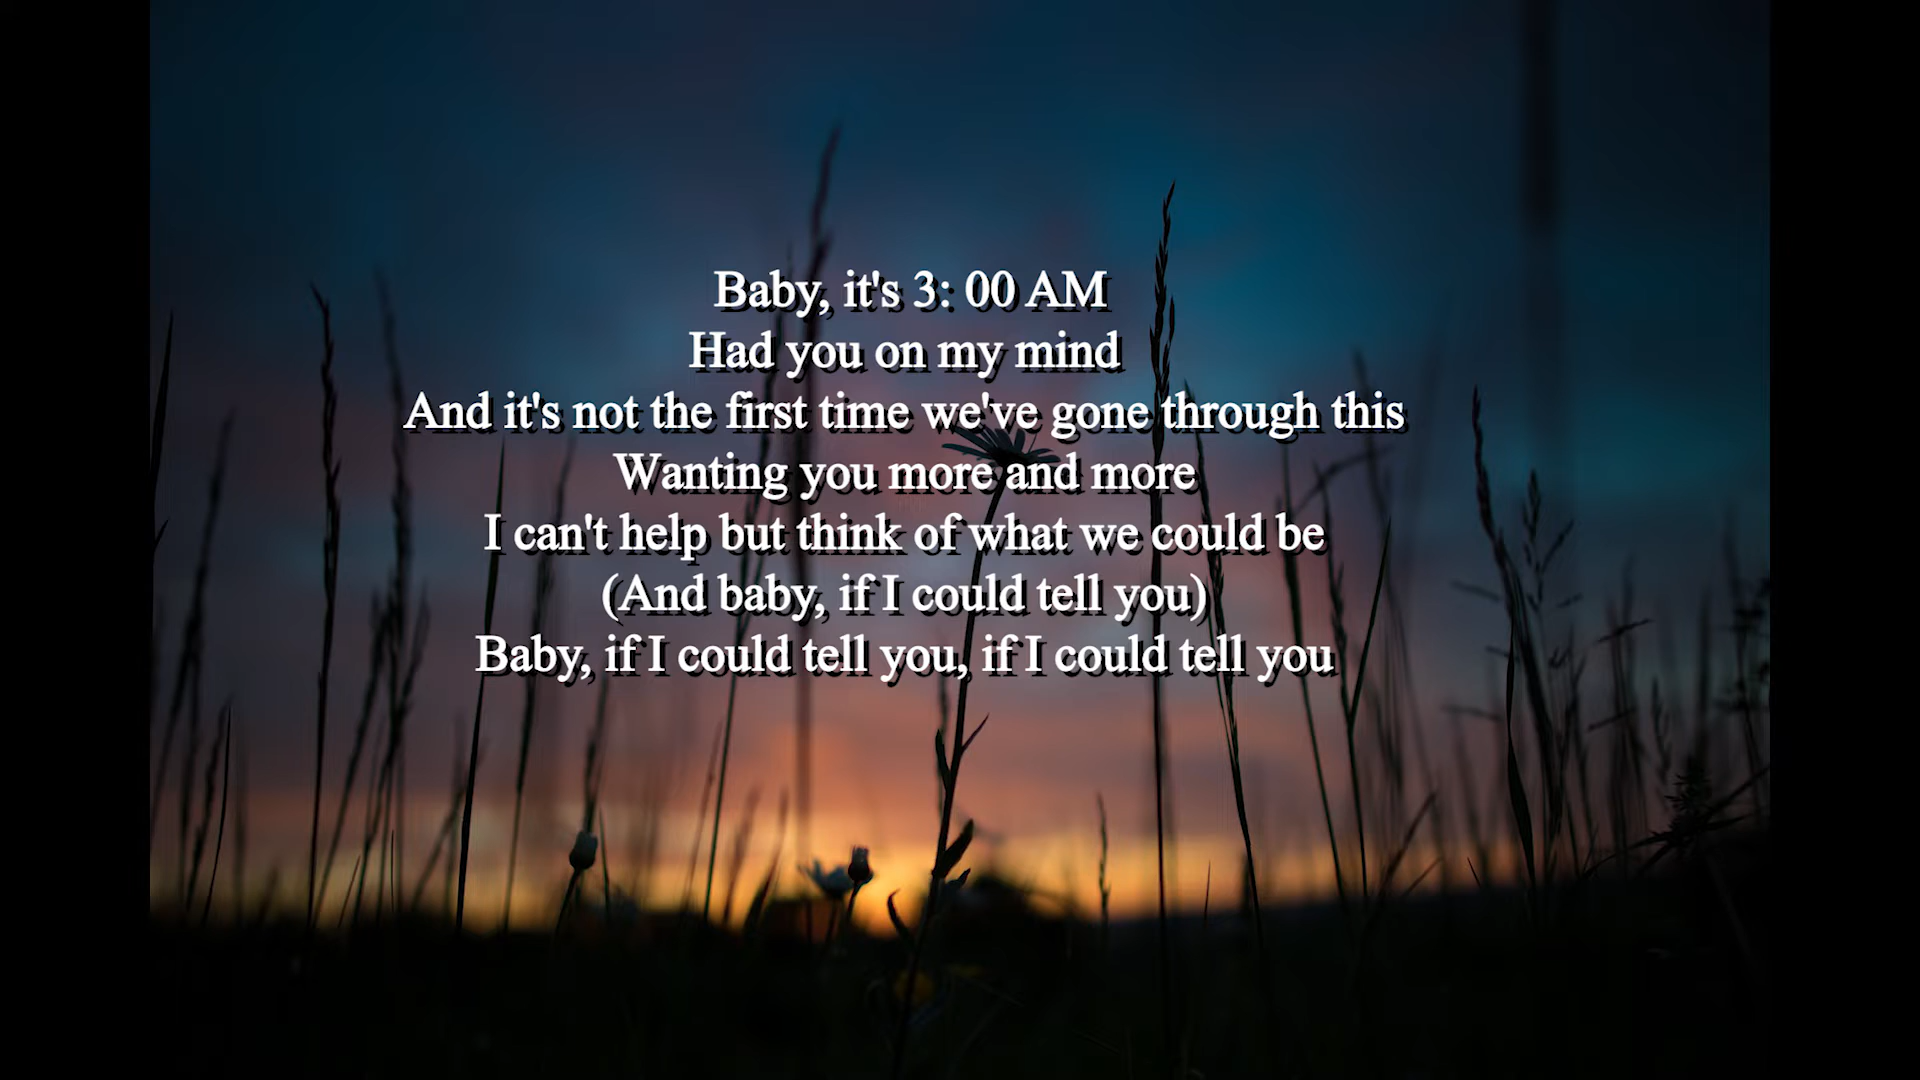 Baby, it's 3: 00 AM
Had you on my mind
And it's not the first time we've gone through this
Wanting you more and more
I can't help but think of what we could be
(And baby, if I could tell you)
Baby, if I could tell you, if I could tell you